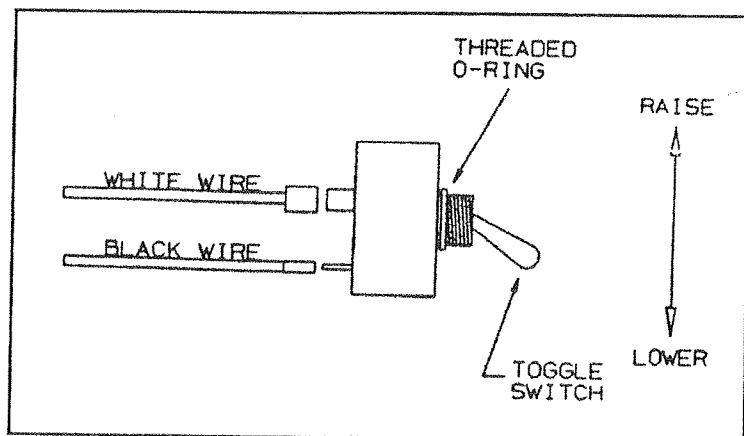 THREADED
O-RING
RAISE
WHITE WIRE
BLACK WIRE
LOWER
TOGGLE
SWITCH